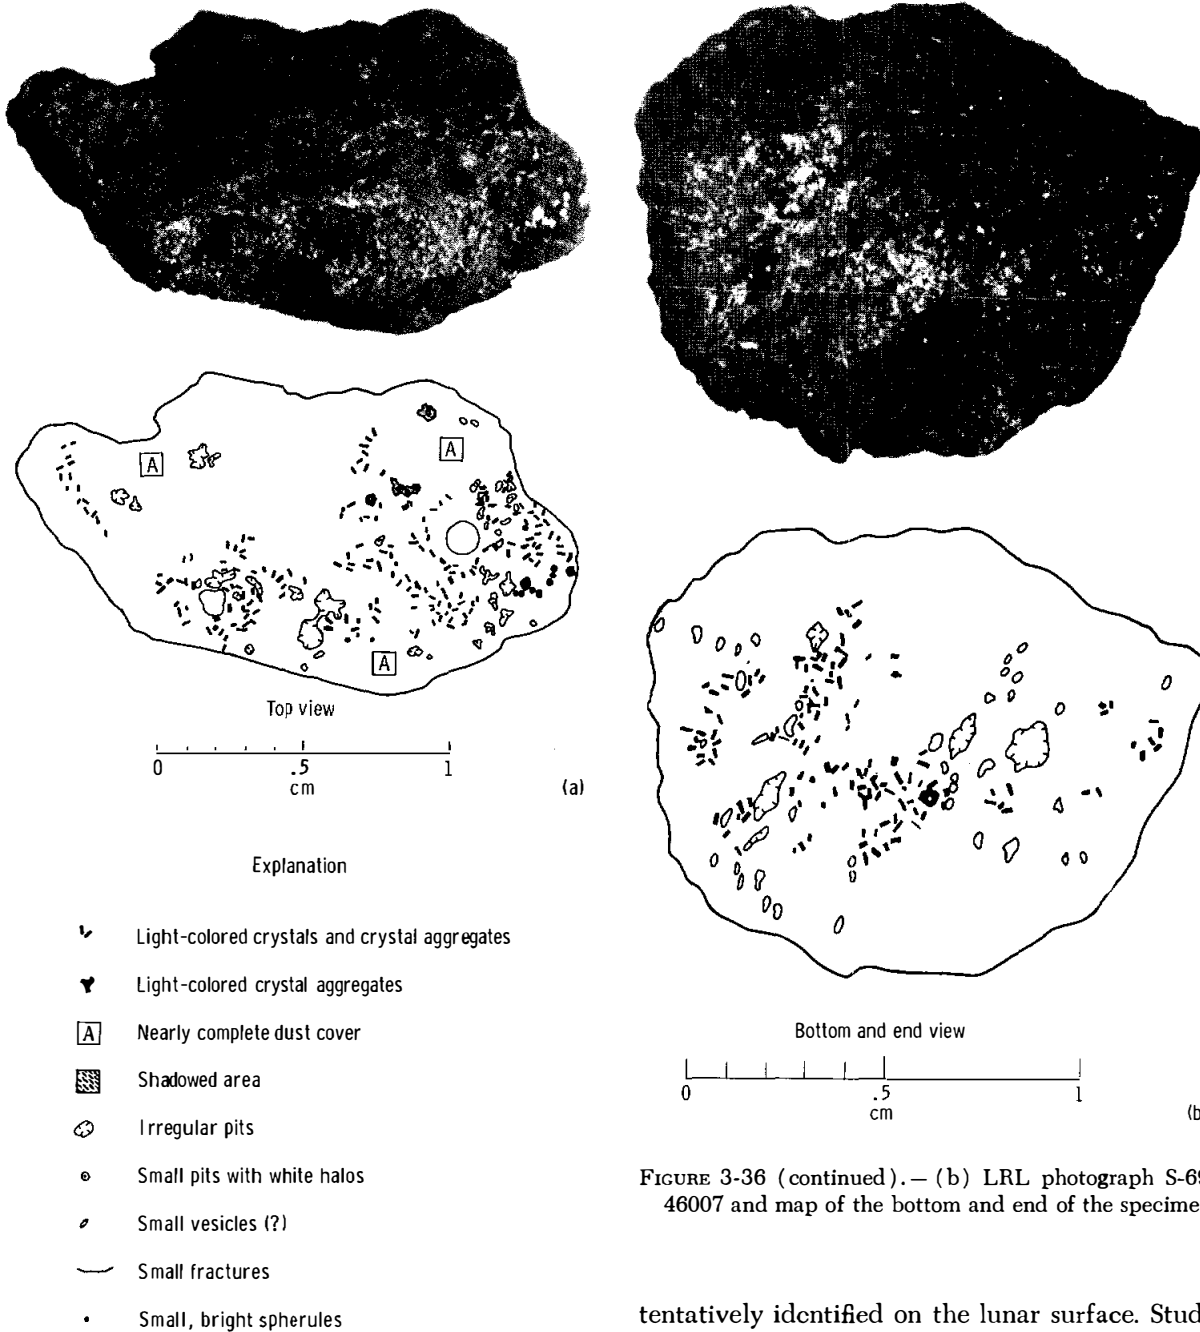 A
A
A
Top view
0 .5 1
cm
(a)
Explanation
Light-colored crystals and crystal aggregates
Light-colored crystal aggregates
A Nearly complete dust cover
Shadowed area
Irregular pits
Small pits with white halos
Small vesicles (?)
Small fractures
Small, bright spherules
Bottom and end view
0 .5 1
cm
(b
FIGURE 3-36 (continued).— (b) LRL photograph S-69
46007 and map of the bottom and end of the specime
tentatively identified on the lunar surface. Stud